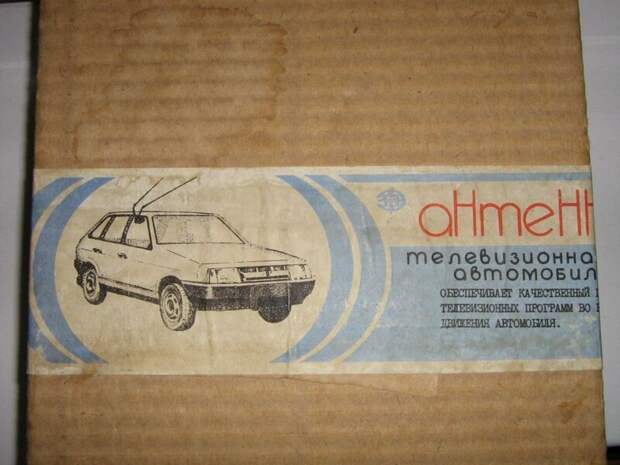 антенн
телевизионна
автомобил
ОБЕСПЕЧИВАЕТ КАЧЕСТВЕННЫЙ
ТЕЛЕВИЗИОННЫХ ПРОГРАММ ВО
ДВИЖЕНИЯ АВТОМОБИЛЯ.